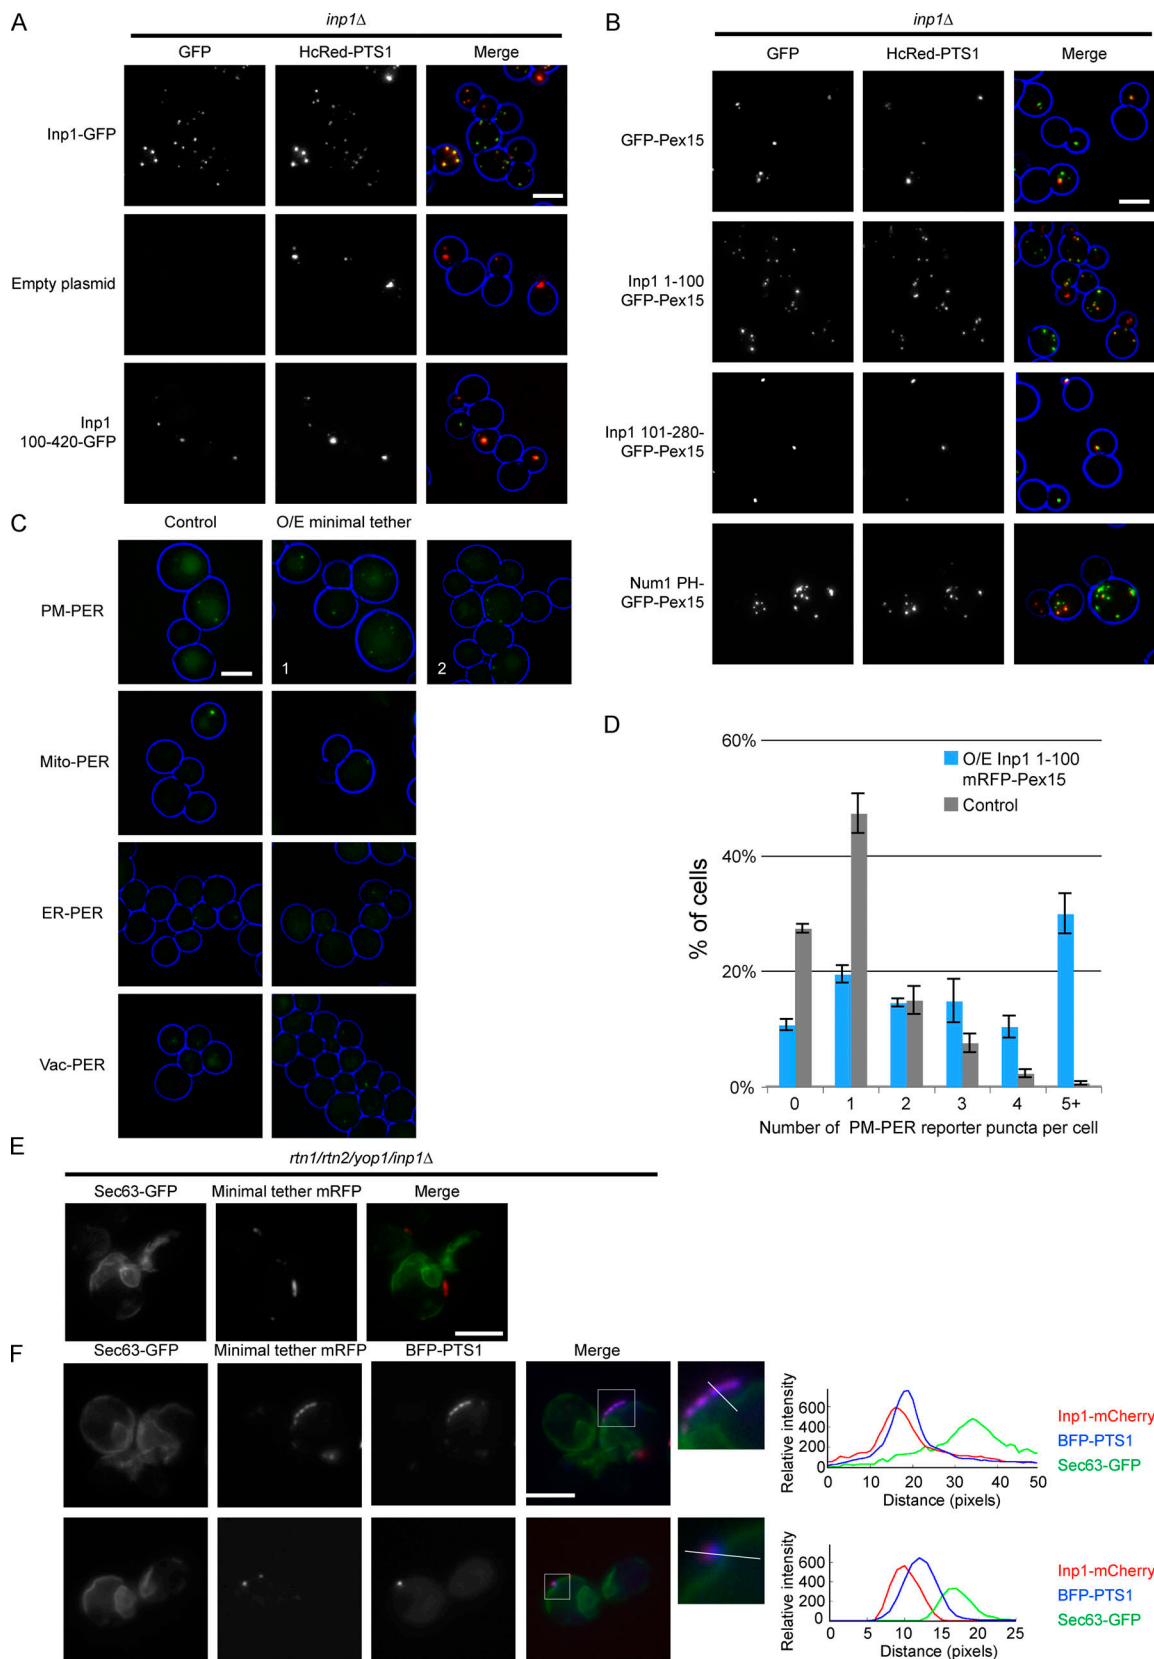 A
inp1Δ
GFP HcRed-PTS1 Merge
Inp1-GFP
Empty plasmid
Inp1
100-420-GFP
B
inp1Δ
GFP HcRed-PTS1 Merge
GFP-Pex15
Inp1 1-100
GFP-Pex15
Inp1 101-280-
GFP-Pex15
Num1 PH-
GFP-Pex15
C
Control O/E minimal tether
PM-PER
1
2
Mito-PER
ER-PER
Vac-PER
D
60%
40%
20%
0%
% of cells
O/E Inp1 1-100
mRFP-Pex15
Control
0 1 2 3 4 5+
Number of PM-PER reporter puncta per cell
E
rtn1/rtn2/yop1/inp1Δ
Sec63-GFP Minimal tether mRFP Merge
F
Sec63-GFP Minimal tether mRFP BFP-PTS1 Merge
Relative intensity
600
400
200
0
0 10 20 30 40 50
Distance (pixels)
Inp1-mCherry
BFP-PTS1
Sec63-GFP
Relative intensity
600
400
200
0
0 5 10 15 20 25
Distance (pixels)
Inp1-mCherry
BFP-PTS1
Sec63-GFP